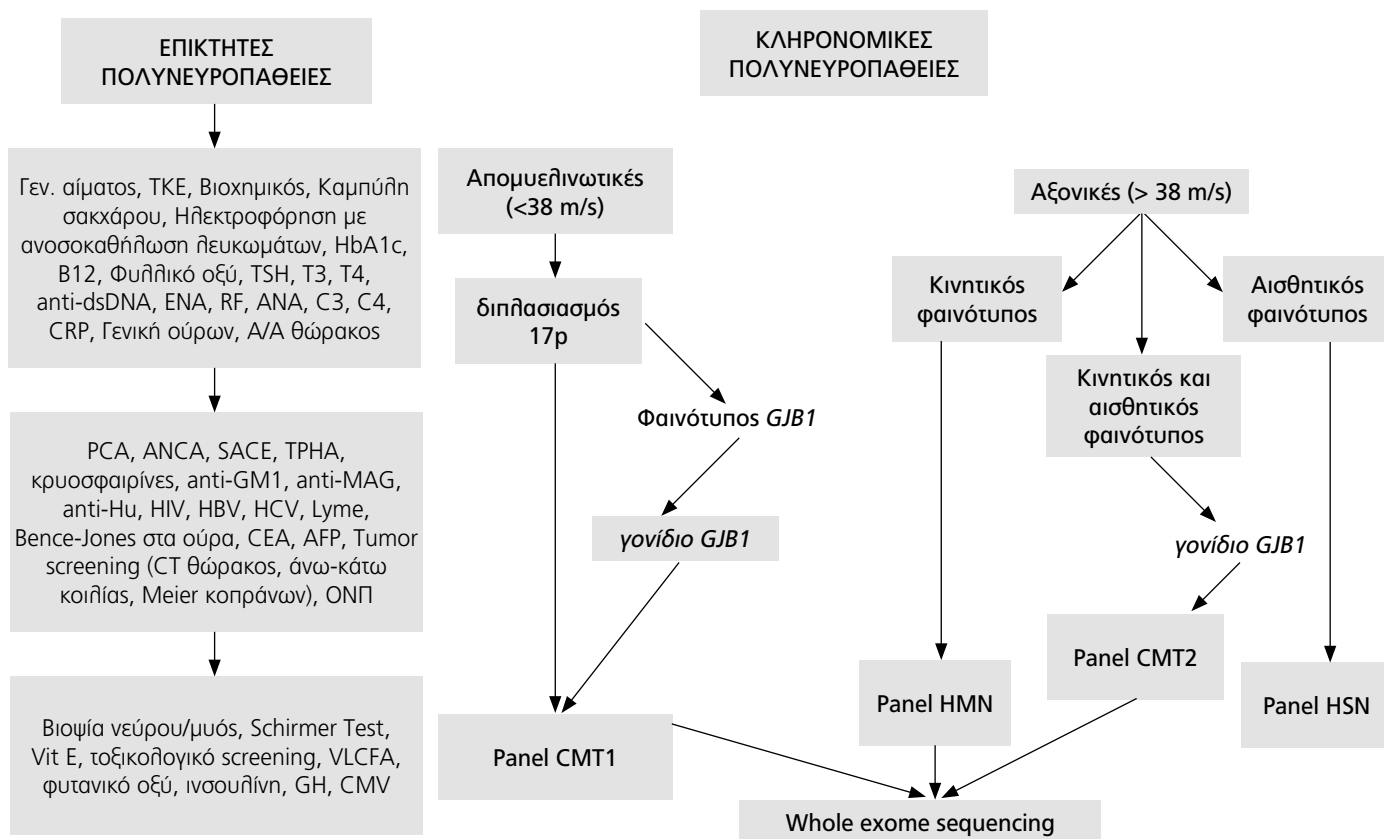 ΕΠΙΚΤΗΤΕΣ
ΠΟΛΥΝΕΥΡΟΠΑΘΕΙΕΣ
Γεν. αίματος, ΤΚΕ, Βιοχημικός, Καμπύλη
σακχάρου, Ηλεκτροφόρηση με
ανοσοκαθήλωση λευκωμάτων, HbA1c,
B12, Φυλλικό οξύ, TSH, T3, T4,
anti-dsDNA, ENA, RF, ANA, C3, C4,
CRP, Γενική ούρων, Α/Α θώρακος
PCA, ANCA, SACE, TPHA,
κρυοσφαιρίνες, anti-GM1, anti-MAG,
anti-Hu, HIV, HBV, HCV, Lyme,
Bence-Jones στα ούρα, CEA, AFP, Tumor
screening (CT θώρακος, άνω-κάτω
κοιλίας, Meier κοπράνων), ΟΝΠ
Βιοψία νεύρου/μυός, Schirmer Test,
Vit E, τοξικολογικό screening, VLCFA,
φυτανικό οξύ, ινσουλίνη, GH, CMV
ΚΛΗΡΟΝΟΜΙΚΕΣ
ΠΟΛΥΝΕΥΡΟΠΑΘΕΙΕΣ
Απομυελινωτικές
(<38 m/s)
διπλασιασμός
17p
Φαινότυπος GJB1
γονίδιο GJB1
Panel CMT1
Αξονικές (> 38 m/s)
Κινητικός
φαινότυπος
Κινητικός και
αισθητικός
φαινότυπος
Αισθητικός
φαινότυπος
γονίδιο GJB1
Panel HMN
Panel CMT2
Panel HSN
Whole exome sequencing